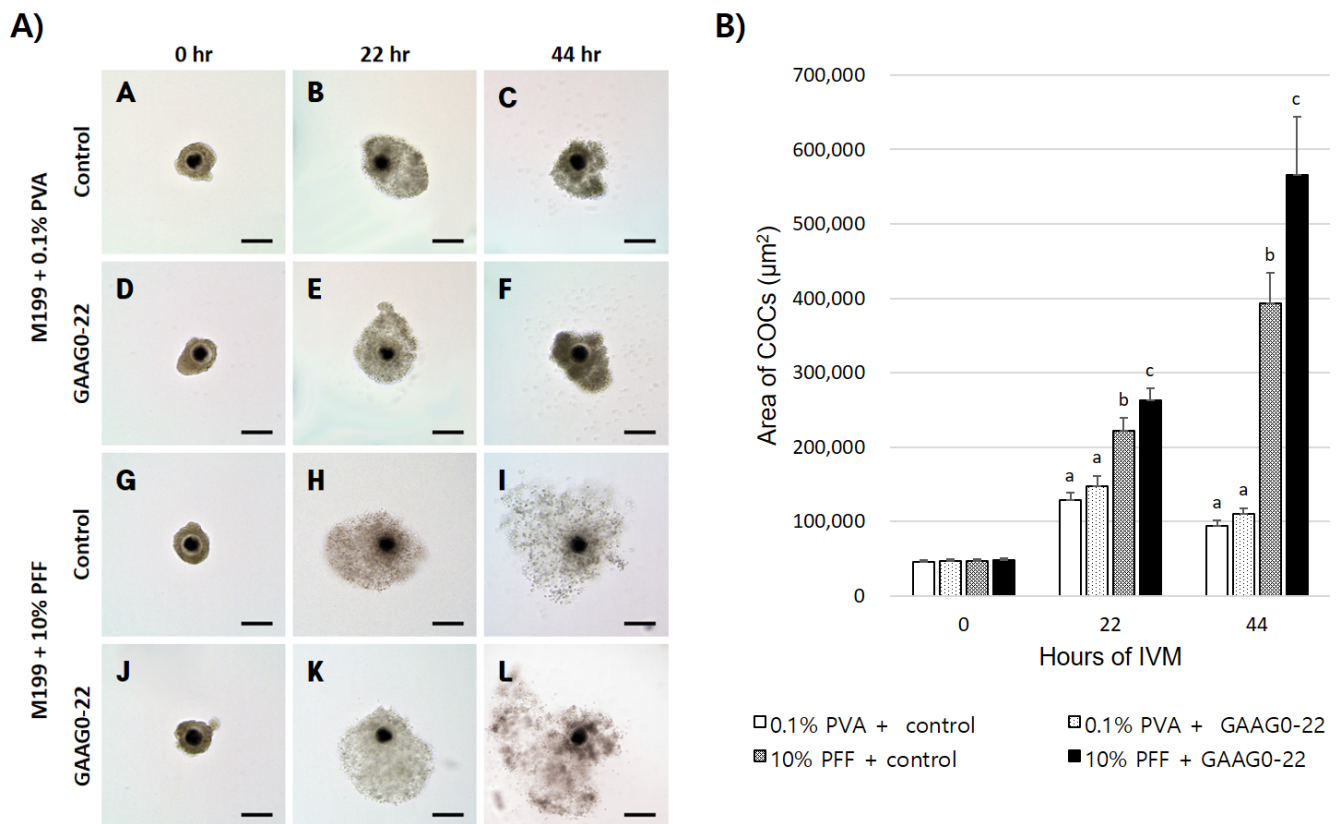 A)
0 hr 22 hr 44 hr
M199 + 0.1% PVA
Control
A B C
GAAG0-22
D E F
M199 + 10% PFF
Control
G H I
GAAG0-22
J K L
B)
Area of COCs (µm²)
700,000
600,000
500,000
400,000
300,000
200,000
100,000
0
a a b c
a a b c
0 22 44
Hours of IVM
0.1% PVA + control 0.1% PVA + GAAG0-22
10% PFF + control 10% PFF + GAAG0-22